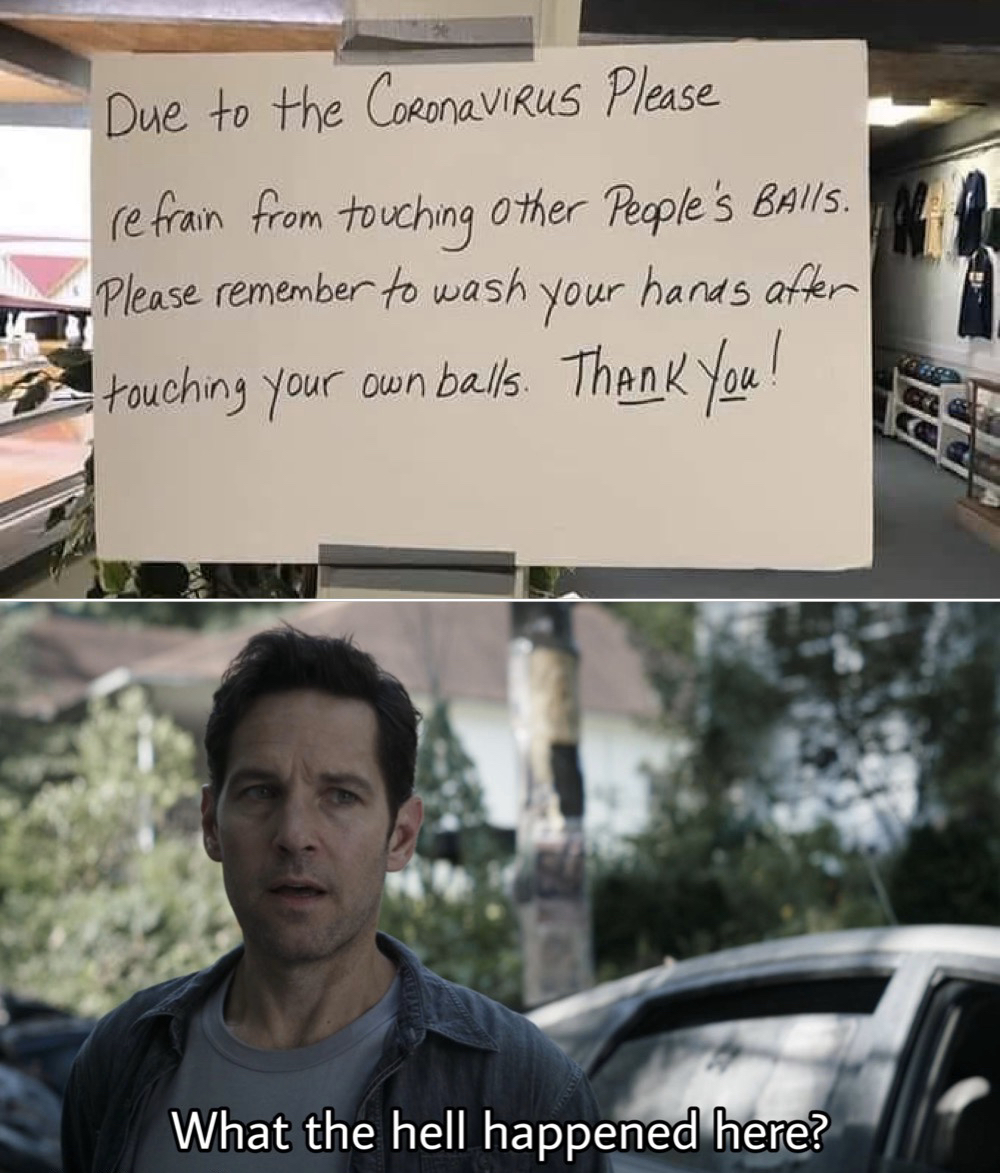 Due to the CORONAVIRUS Please
refrain from touching other People's BAlls.
Please remember to wash your hands after
touching your own balls. ThANK You!
What the hell happened here?